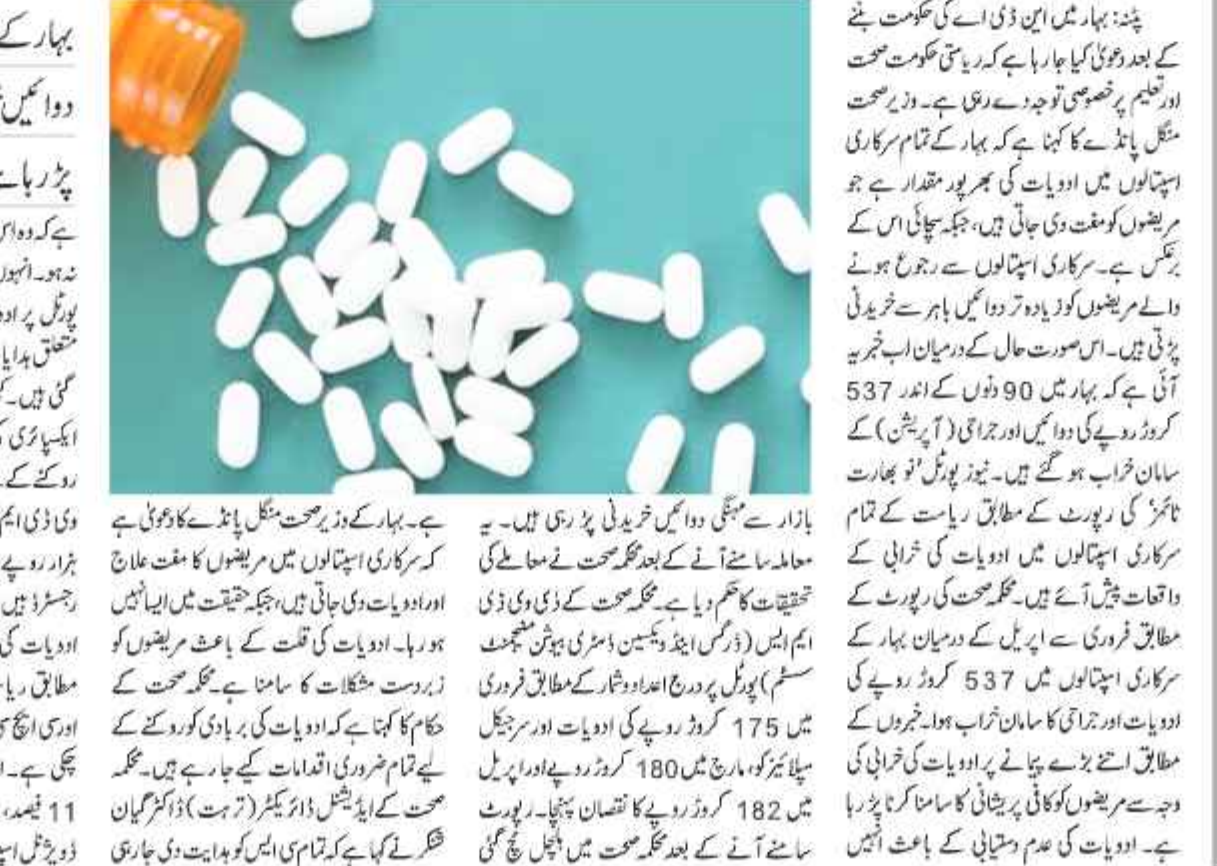 پٹنہ: بہار میں این ڈی اے کی حکومت بننے
کے بعد دعویٰ کیا جا رہا ہے کہ ریاستی حکومت صحت
اور تعلیم پر خصوصی توجہ دے رہی ہے۔ وزیر صحت
منگل پانڈے کا کہنا ہے کہ بہار کے تمام سرکاری
اسپتالوں میں ادویات کی بھرپور مقدار ہے جو
مریضوں کو مفت دی جاتی ہیں، جبکہ سچائی اس کے
برعکس ہے۔ سرکاری اسپتالوں سے رجوع ہونے
والے مریضوں کو زیادہ تر دوائیں باہر سے خریدنی
پڑتی ہیں۔ اس صورت حال کے درمیان اب خبر یہ
آئی ہے کہ بہار میں 90 دنوں کے اندر 537
کروڑ روپے کی دوائیں اور جراحی (آپریشن) کے
سامان خراب ہو گئے ہیں۔ نیوز پورٹل ’نو بھارت
ٹائمز‘ کی رپورٹ کے مطابق ریاست کے تمام
سرکاری اسپتالوں میں ادویات کی خرابی کے
واقعات پیش آئے ہیں۔ محکمہ صحت کی رپورٹ کے
مطابق فروری سے اپریل کے درمیان بہار کے
سرکاری اسپتالوں میں 537 کروڑ روپے کی
ادویات اور جراحی کا سامان خراب ہوا۔ خبروں کے
مطابق اتنے بڑے پیمانے پر ادویات کی خرابی کی
وجہ سے مریضوں کو کافی پریشانی کا سامنا کرنا پڑ رہا
ہے۔ ادویات کی عدم دستیابی کے باعث انہیں
بازار سے مہنگی دوائیں خریدنی پڑ رہی ہیں۔ یہ
معاملہ سامنے آنے کے بعد محکمہ صحت نے معاملے کی
تحقیقات کا حکم دیا ہے۔ محکمہ صحت کے ڈی وی ڈی
ایم ایس (ڈرگس اینڈ ویکسین ڈسٹری بیوشن منیجمنٹ
سسٹم) پورٹل پر درج اعداد و شمار کے مطابق فروری
میں 175 کروڑ روپے کی ادویات اور سرجیکل
سپلائیز کو، مارچ میں 180 کروڑ روپے اور اپریل
میں 182 کروڑ روپے کا نقصان پہنچا۔ رپورٹ
سامنے آنے کے بعد محکمہ صحت میں ہلچل مچ گئی
ہے۔ بہار کے وزیر صحت منگل پانڈے کا دعویٰ ہے
کہ سرکاری اسپتالوں میں مریضوں کا مفت علاج
اور ادویات دی جاتی ہیں، جبکہ حقیقت میں ایسا نہیں
ہو رہا۔ ادویات کی قلت کے باعث مریضوں کو
زبردست مشکلات کا سامنا ہے۔ محکمہ صحت کے
حکام کا کہنا ہے کہ ادویات کی بربادی کو روکنے کے
لیے تمام ضروری اقدامات کیے جا رہے ہیں۔ محکمہ
صحت کے ایڈیشنل ڈائریکٹر (ترہت) ڈاکٹر گیان
شنکر نے کہا ہے کہ تمام سی ایس کو ہدایت دی جا رہی
بہار کے
دوائیں
پڑ رہا ہے
ہے کہ وہ اس
نہ ہو۔ انہوں
پورٹل پر ادو
متعلق ہدایا
گئی ہیں۔
ایکسپائری
روکنے کے
وی ڈی ایم
ہزار روپے
رجسٹرڈ ہیں
ادویات کی
مطابق ریا
اور سی ایچ سی
چکی ہے۔
11 فیصد،
ڈویژنل اسپ